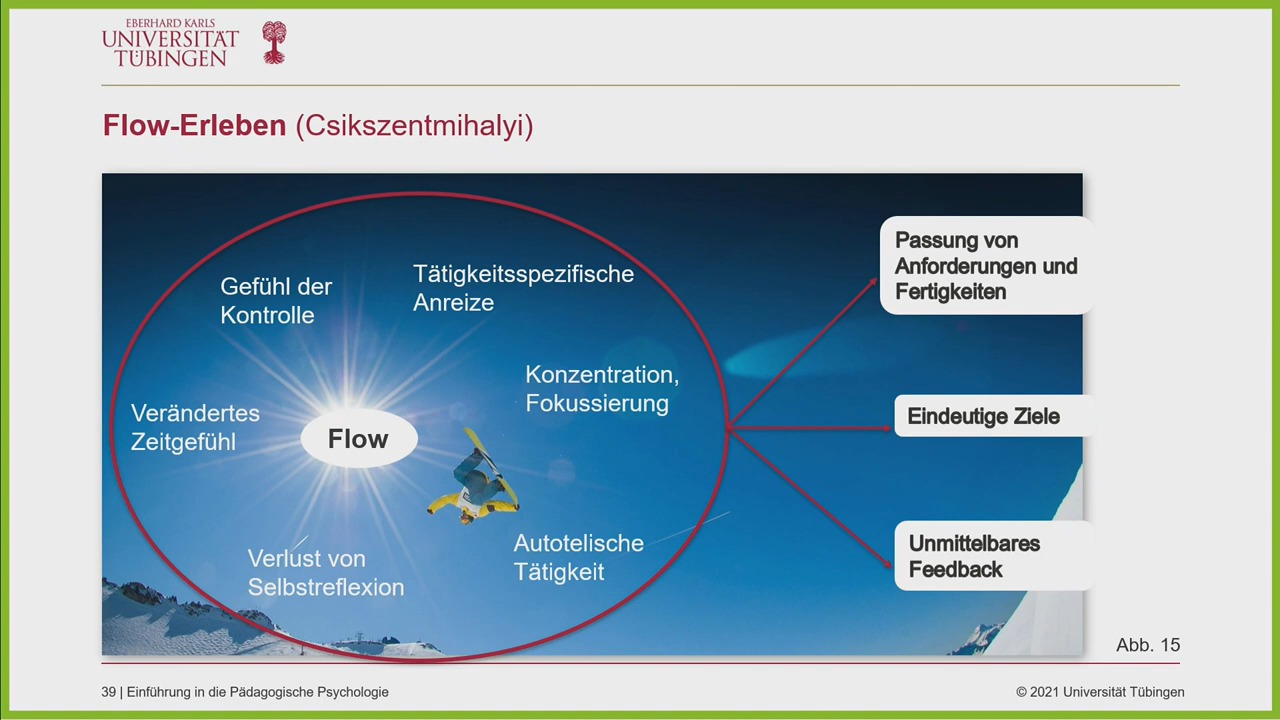 EBERHARD KARLS
UNIVERSITÄT
TÜBINGEN
Flow-Erleben (Csikszentmihalyi)
Gefühl der
Kontrolle
Tätigkeitsspezifische
Anreize
Konzentration,
Fokussierung
Verändertes
Zeitgefühl
Flow
Verlust von
Selbstreflexion
Autotelische
Tätigkeit
Passung von
Anforderungen und
Fertigkeiten
Eindeutige Ziele
Unmittelbares
Feedback
Abb. 15
39 | Einführung in die Pädagogische Psychologie
© 2021 Universität Tübingen